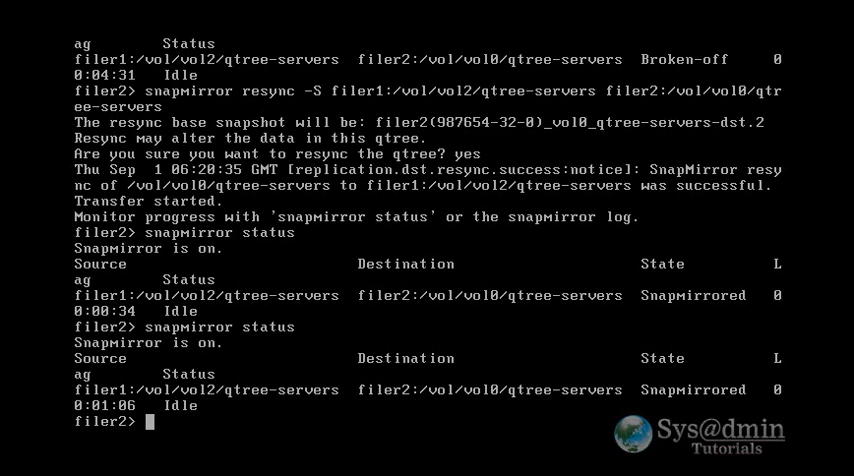 ag        Status
filer1:/vol/vol2/qtree-servers  filer2:/vol/vol0/qtree-servers  Broken-off    0
0:04:31   Idle
filer2> snapmirror resync -S filer1:/vol/vol2/qtree-servers filer2:/vol/vol0/qtr
ee-servers
The resync base snapshot will be: filer2(987654-32-0)_vol0_qtree-servers-dst.2
Resync may alter the data in this qtree.
Are you sure you want to resync the qtree? yes
Thu Sep  1 06:20:35 GMT [replication.dst.resync.success:notice]: SnapMirror resy
nc of /vol/vol0/qtree-servers to filer1:/vol/vol2/qtree-servers was successful.
Transfer started.
Monitor progress with 'snapmirror status' or the snapmirror log.
filer2> snapmirror status
Snapmirror is on.
Source                          Destination                     State         L
ag        Status
filer1:/vol/vol2/qtree-servers  filer2:/vol/vol0/qtree-servers  Snapmirrored  0
0:00:34   Idle
filer2> snapmirror status
Snapmirror is on.
Source                          Destination                     State         L
ag        Status
filer1:/vol/vol2/qtree-servers  filer2:/vol/vol0/qtree-servers  Snapmirrored  0
0:01:06   Idle
filer2>
Sys@dmin
Tutorials